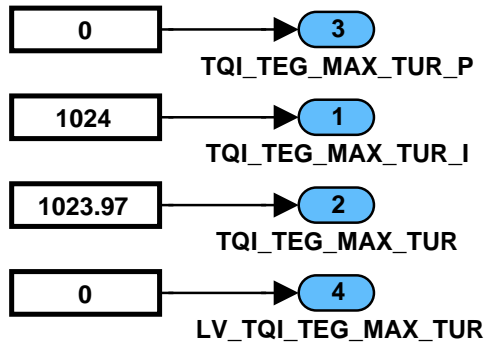 0 3
TQI_TEG_MAX_TUR_P
1024 1
TQI_TEG_MAX_TUR_I
1023.97 2
TQI_TEG_MAX_TUR
0 4
LV_TQI_TEG_MAX_TUR